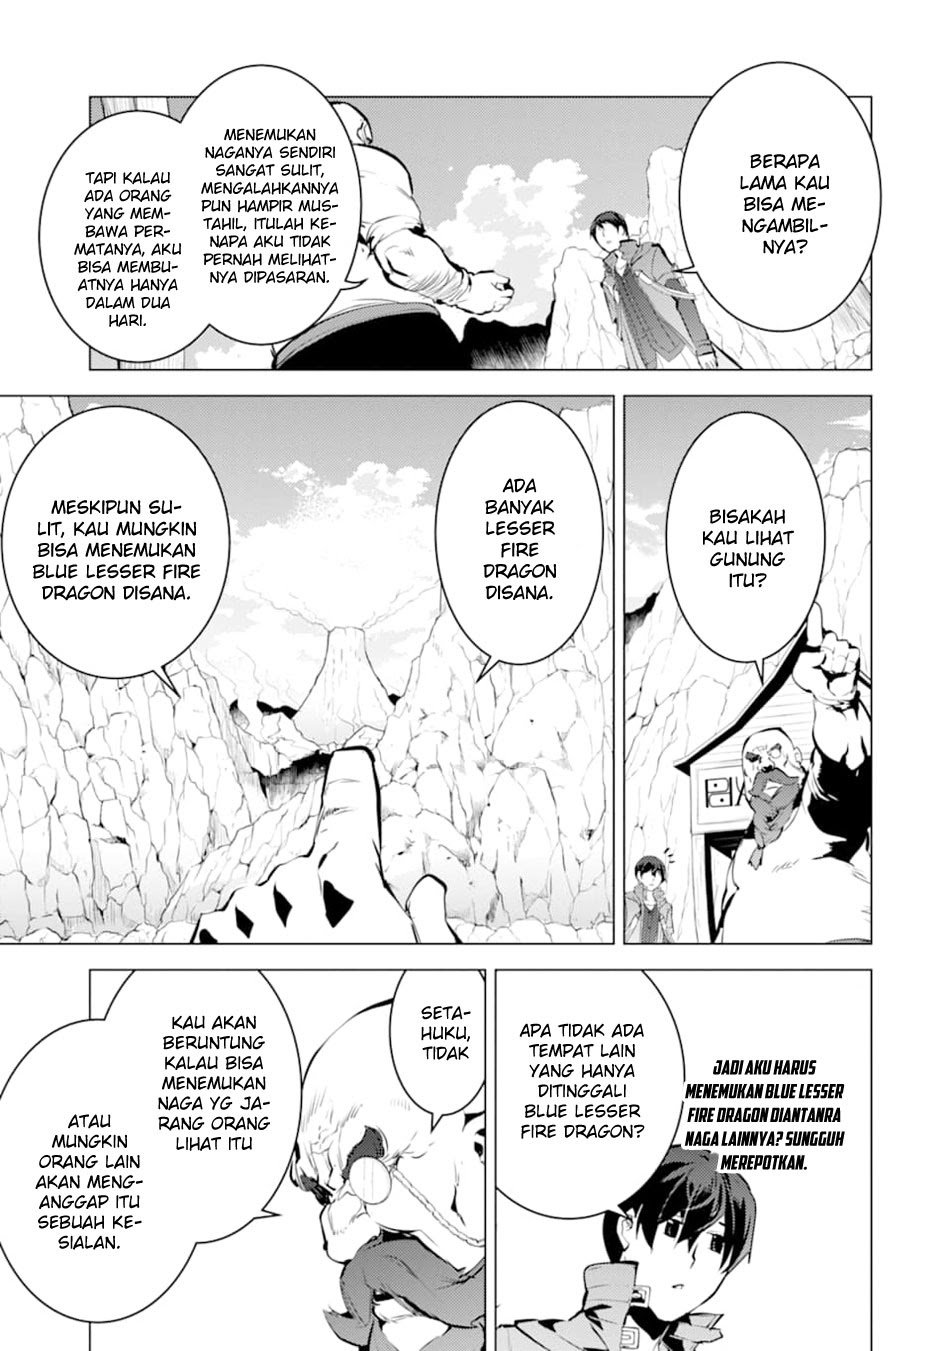 BERAPA
LAMA KAU
BISA ME-
NGAMBIL-
NYA?
MENEMUKAN
NAGANYA SENDIRI
SANGAT SULIT,
MENGALAHKANNYA
PUN HAMPIR MUS-
TAHIL, ITULAH KE-
NAPA AKU TIDAK
PERNAH MELIHAT-
NYA DIPASARAN.
TAPI KALAU
ADA ORANG
YANG MEM-
BAWA PER-
MATANYA, AKU
BISA MEMBU-
ATNYA HANYA
DALAM DUA
HARI.
BISAKAH
KAU LIHAT
GUNUNG
ITU?
ADA
BANYAK
LESSER
FIRE
DRAGON
DISANA.
MESKIPUN SU-
LIT, KAU MUNGKIN
BISA MENEMUKAN
BLUE LESSER FIRE
DRAGON DISANA.
JADI AKU HARUS
MENEMUKAN BLUE LESSER
FIRE DRAGON DIANTANRA
NAGA LAINNYA? SUNGGUH
MEREPOTKAN.
APA TIDAK ADA
TEMPAT LAIN
YANG HANYA
DITINGGALI
BLUE LESSER
FIRE DRAGON?
SETA-
HUKU,
TIDAK
KAU AKAN
BERUNTUNG
KALAU BISA
MENEMUKAN
NAGA YG JA-
RANG ORANG
LIHAT ITU
ATAU
MUNGKIN
ORANG LAIN
AKAN MENG-
ANGGAP ITU
SEBUAH KE-
SIALAN.